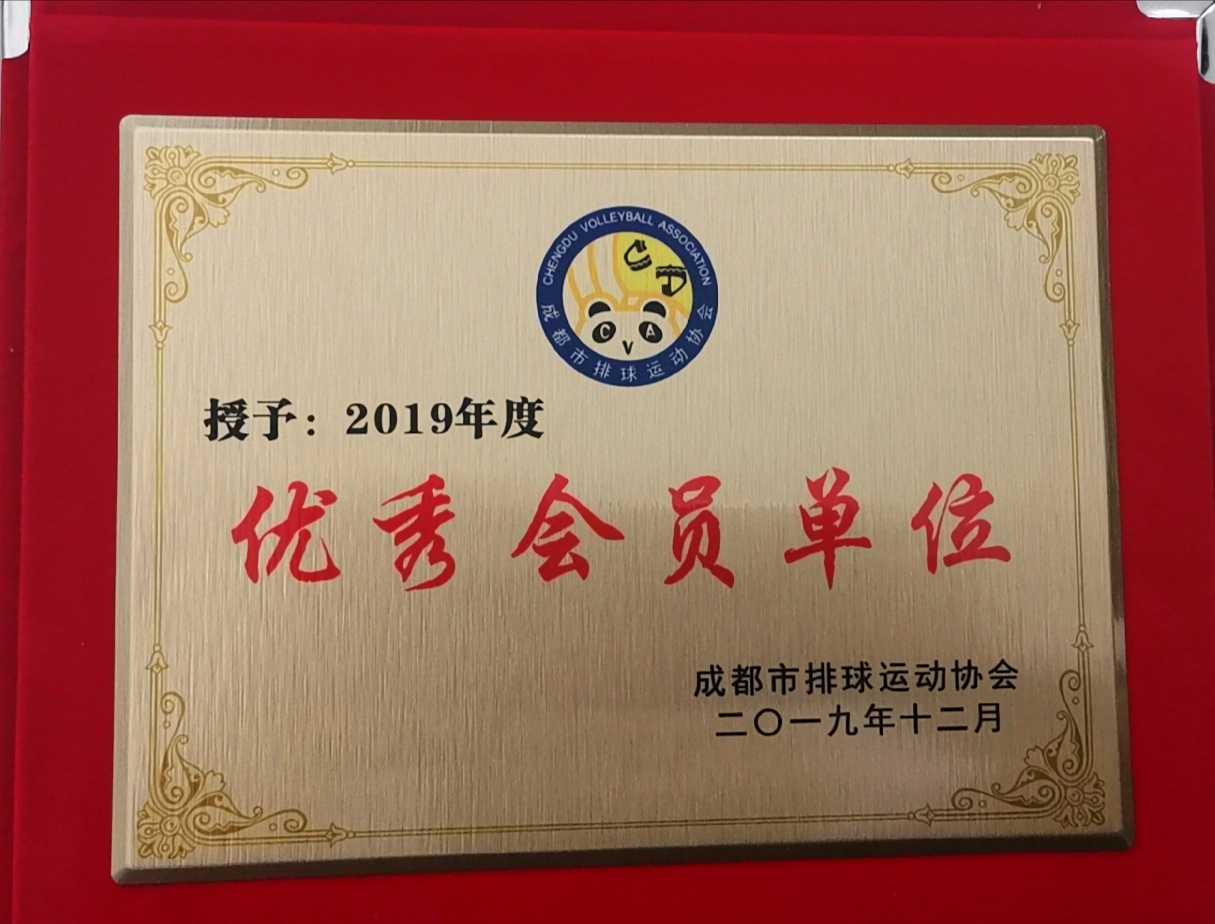 CHENGDU VOLLEYBALL ASSOCIATION
CD
CVA
成都市排球运动协会
授予：2019年度
优秀会员单位
成都市排球运动协会
二〇一九年十二月